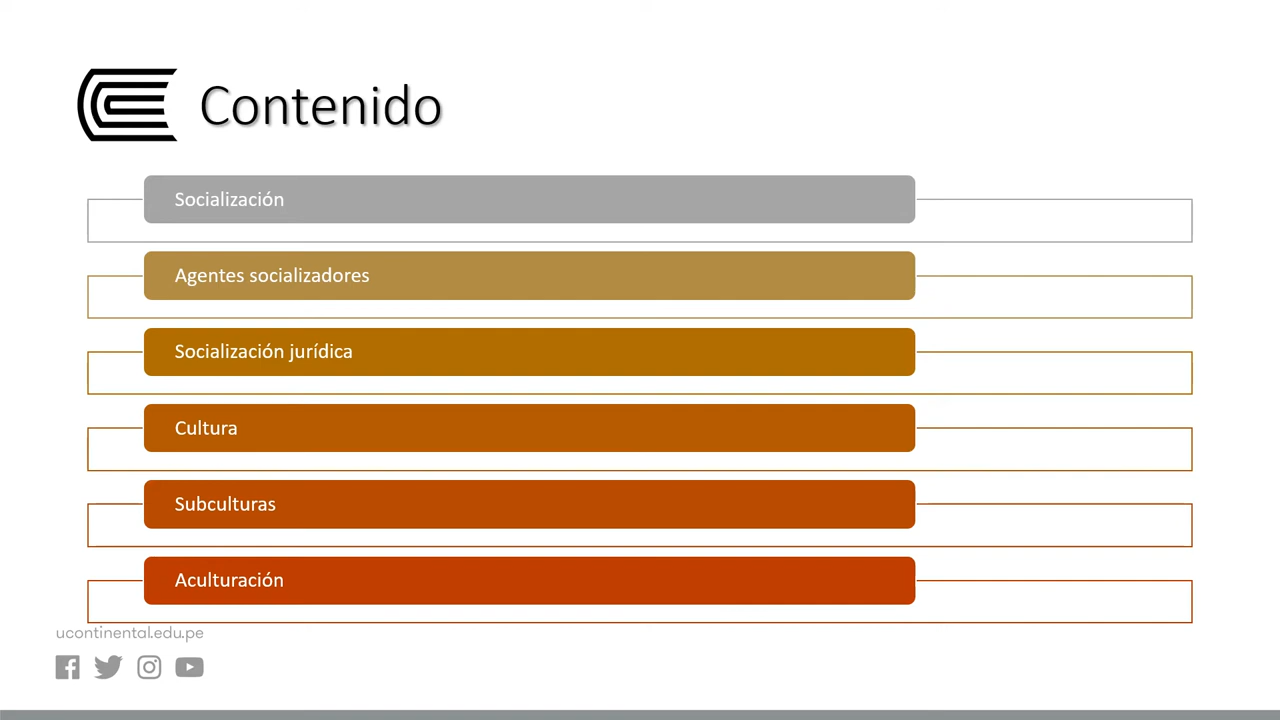 Contenido
Socialización
Agentes socializadores
Socialización jurídica
Cultura
Subculturas
Aculturación
ucontinental.edu.pe